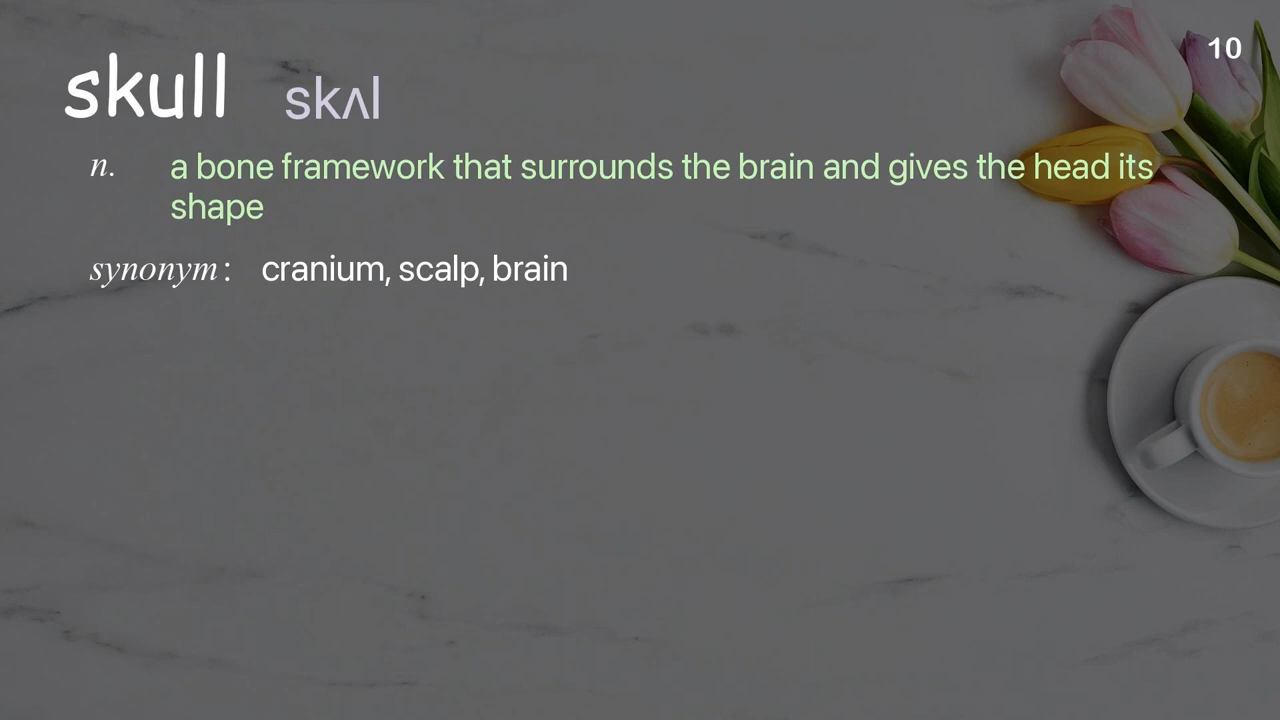 10
skull skʌl
n. a bone framework that surrounds the brain and gives the head its
shape
synonym: cranium, scalp, brain